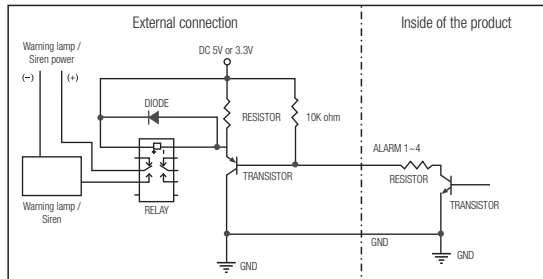 External connection
Inside of the product
Warning lamp /
Siren power
(-)
(+)
DC 5V or 3.3V
DIODE
RESISTOR
10K ohm
ALARM 1~4
RESISTOR
TRANSISTOR
TRANSISTOR
RELAY
Warning lamp /
Siren
GND
GND
GND